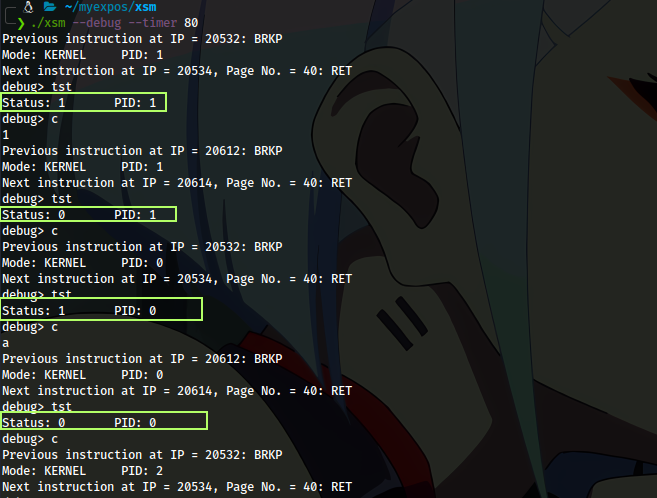 ~/myexpos/xsm
❯ ./xsm --debug --timer 80
Previous instruction at IP = 20532: BRKP
Mode: KERNEL PID: 1
Next instruction at IP = 20534, Page No. = 40: RET
debug> tst
Status: 1 PID: 1
debug> c
1
Previous instruction at IP = 20612: BRKP
Mode: KERNEL PID: 1
Next instruction at IP = 20614, Page No. = 40: RET
debug> tst
Status: 0 PID: 1
debug> c
Previous instruction at IP = 20532: BRKP
Mode: KERNEL PID: 0
Next instruction at IP = 20534, Page No. = 40: RET
debug> tst
Status: 1 PID: 0
debug> c
a
Previous instruction at IP = 20612: BRKP
Mode: KERNEL PID: 0
Next instruction at IP = 20614, Page No. = 40: RET
debug> tst
Status: 0 PID: 0
debug> c
Previous instruction at IP = 20532: BRKP
Mode: KERNEL PID: 2
Next instruction at IP = 20534, Page No. = 40: RET